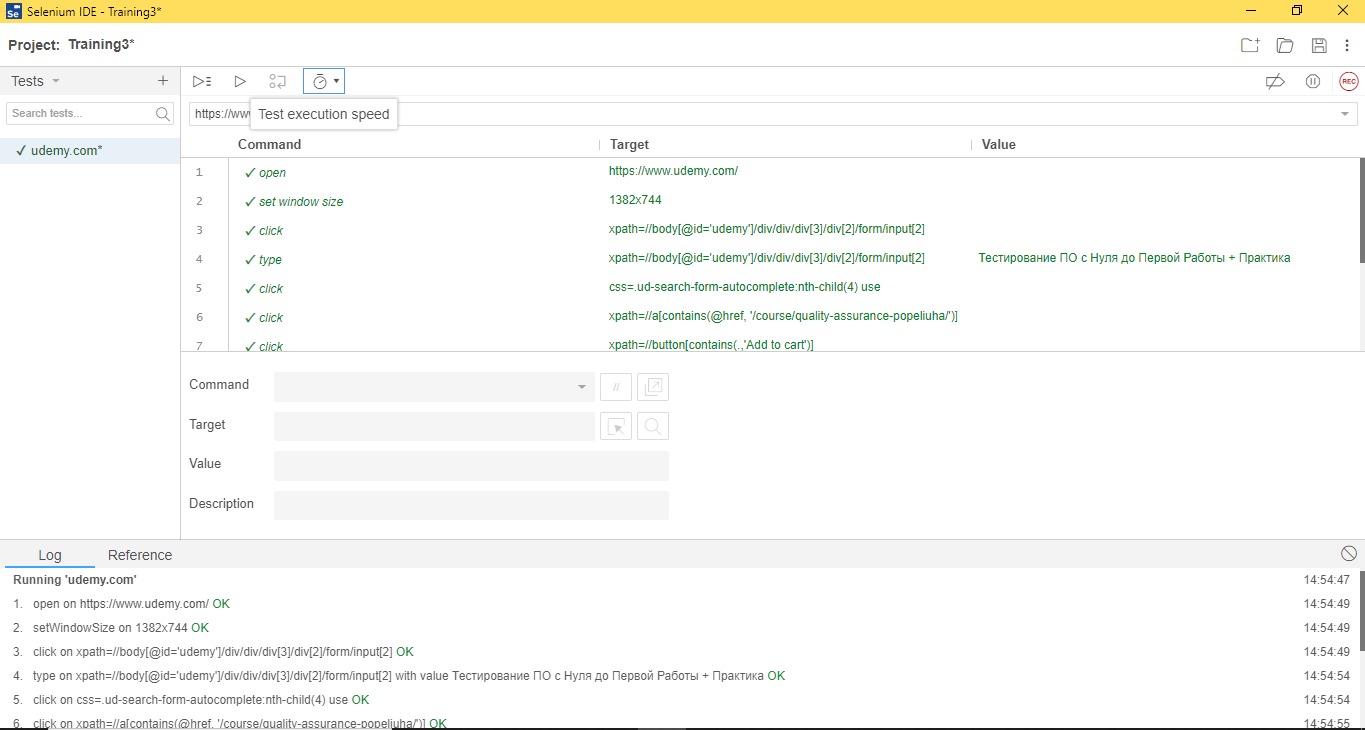 Selenium IDE - Training3*
Project: Training3*
Tests
Search tests...
✓ udemy.com*
REC
https://www
Test execution speed
Command Target Value
1 ✓ open https://www.udemy.com/
2 ✓ set window size 1382x744
3 ✓ click xpath=//body[@id='udemy']/div/div/div[3]/div[2]/form/input[2]
4 ✓ type xpath=//body[@id='udemy']/div/div/div[3]/div[2]/form/input[2] Тестирование ПО с Нуля до Первой Работы + Практика
5 ✓ click css=.ud-search-form-autocomplete:nth-child(4) use
6 ✓ click xpath=//a[contains(@href, '/course/quality-assurance-popeliuha/')]
7 ✓ click xpath=//button[contains(.,'Add to cart')]
Command //
Target
Value
Description
Log Reference
Running 'udemy.com' 14:54:47
1. open on https://www.udemy.com/ OK 14:54:49
2. setWindowSize on 1382x744 OK 14:54:49
3. click on xpath=//body[@id='udemy']/div/div/div[3]/div[2]/form/input[2] OK 14:54:49
4. type on xpath=//body[@id='udemy']/div/div/div[3]/div[2]/form/input[2] with value Тестирование ПО с Нуля до Первой Работы + Практика OK 14:54:54
5. click on css=.ud-search-form-autocomplete:nth-child(4) use OK 14:54:54
6. click on xpath=//a[contains(@href, '/course/quality-assurance-popeliuha/')] OK 14:54:55